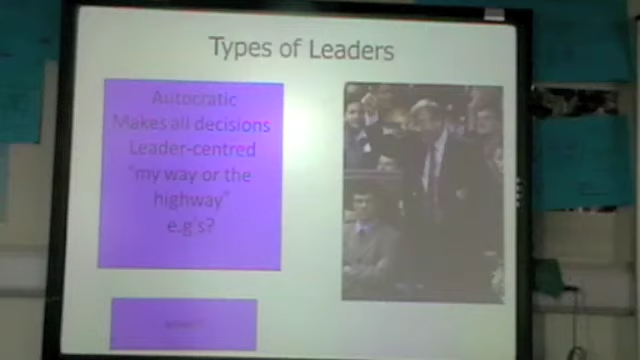 Types of Leaders
Autocratic
Makes all decisions
Leader-centred
"my way or the
highway"
e.g's?